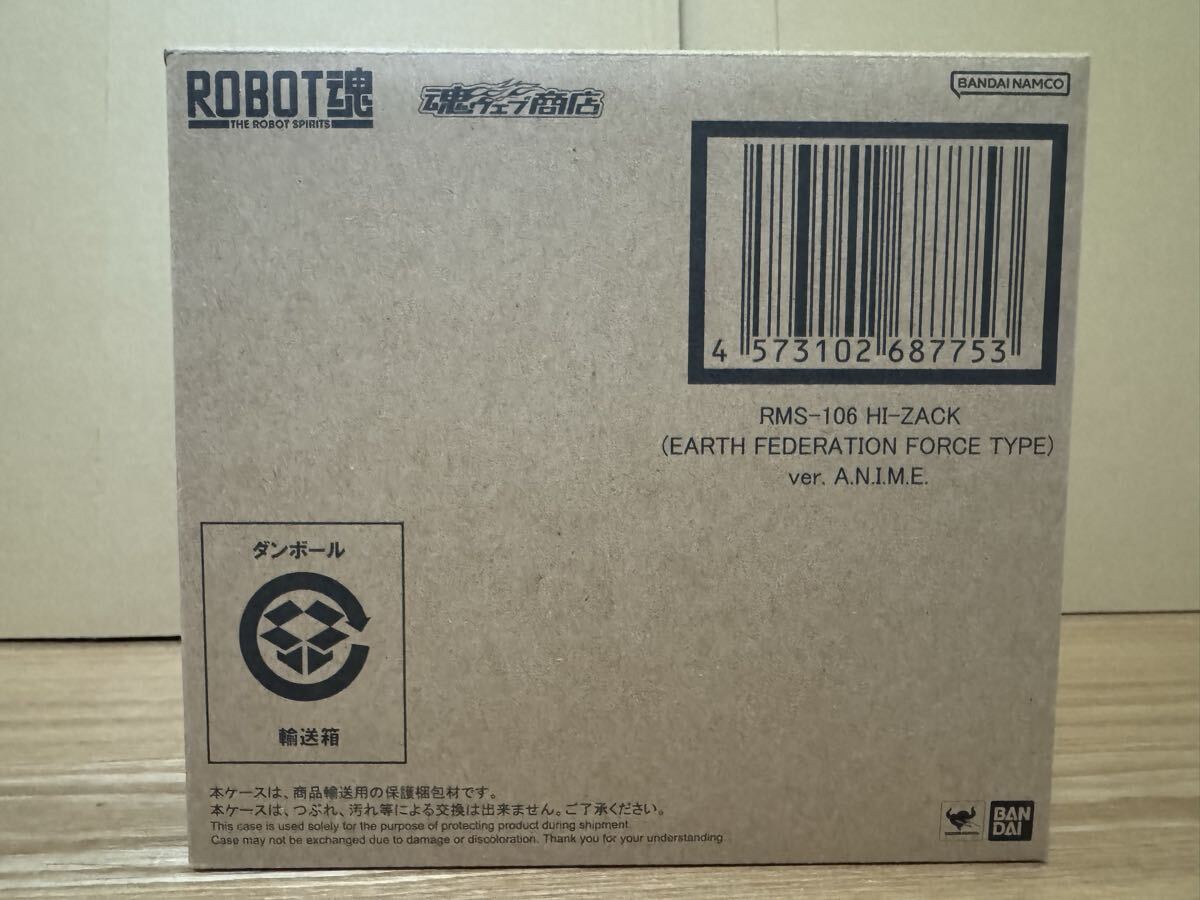 ROBOT魂
THE ROBOT SPIRITS
魂ウェブ商店
BANDAI NAMCO
4 573102 687753
RMS-106 HI-ZACK
(EARTH FEDERATION FORCE TYPE)
ver. A.N.I.M.E.
ダンボール
輸送箱
本ケースは、商品輸送用の保護梱包材です。
本ケースは、つぶれ、汚れ等による交換は出来ません。ご了承ください。
This case is used solely for the purpose of protecting product during shipment.
Case may not be exchanged due to damage or discoloration. Thank you for your understanding.
BAN
DAI